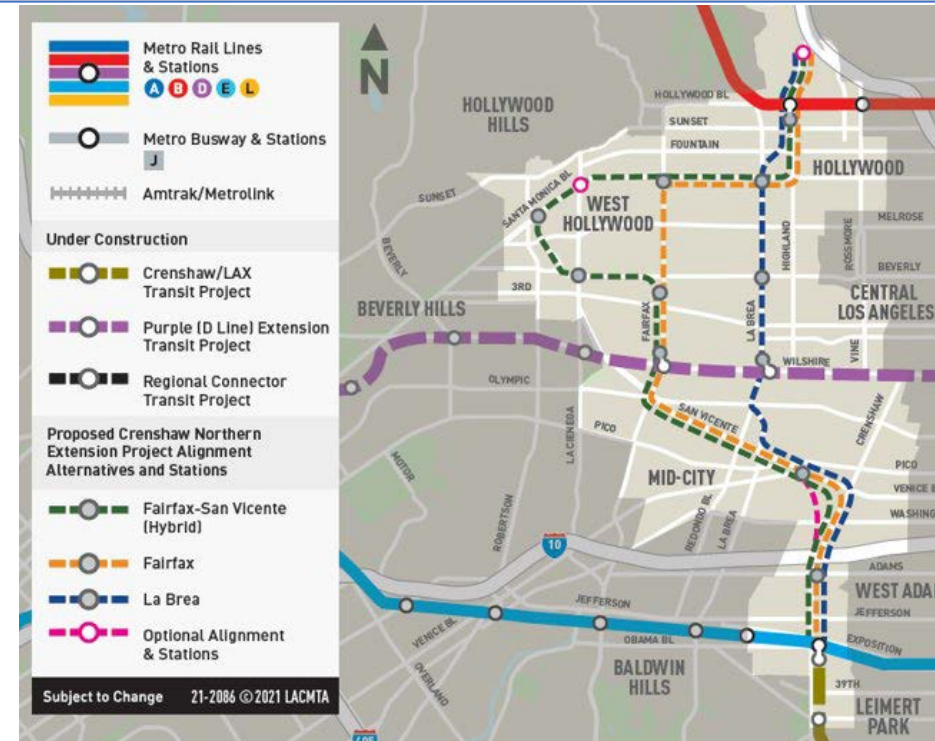 Metro Rail Lines
& Stations
A B D E L
Metro Busway & Stations
J
Amtrak/Metrolink
Under Construction
Crenshaw/LAX
Transit Project
Purple (D Line) Extension
Transit Project
Regional Connector
Transit Project
Proposed Crenshaw Northern
Extension Project Alignment
Alternatives and Stations
Fairfax-San Vicente
(Hybrid)
Fairfax
La Brea
Optional Alignment
& Stations
Subject to Change 21-2086 © 2021 LACMTA
N
HOLLYWOOD BL
HOLLYWOOD
HILLS
SUNSET
FOUNTAIN
HOLLYWOOD
SANTA MONICA BL
SUNSET
WEST
HOLLYWOOD
MELROSE
HIGHLAND
ROSSMORE
BEVERLY
BEVERLY
3RD
CENTRAL
LOS ANGELES
BEVERLY HILLS
FAIRFAX
LA BREA
WILSHIRE
VINE
OLYMPIC
SAN VICENTE
CRENSHAW
LA CIENEGA
PICO
PICO
MID-CITY
MOTOR
VENICE B
WASHING
ROBERTSON
REDONDO BL
LA BREA
10
ADAMS
WEST ADA
JEFFERSON
JEFFERSON
VENICE BL
OBAMA BL
EXPOSITION
OVERLAND
BALDWIN
HILLS
39TH
LEIMERT
PARK
405